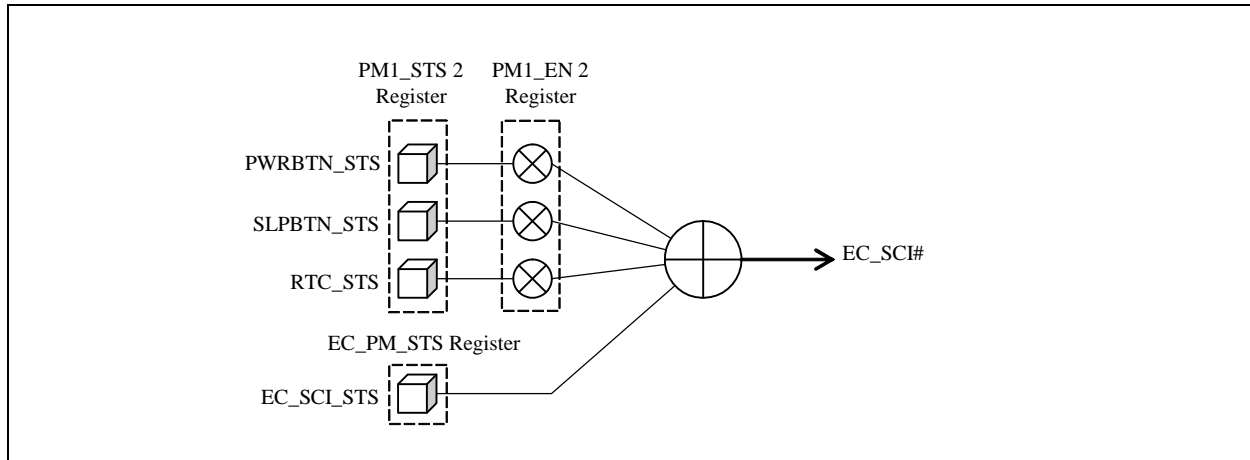 PM1_STS 2
Register
PM1_EN 2
Register
PWRBTN_STS
SLPBTN_STS
RTC_STS
EC_SCI#
EC_PM_STS Register
EC_SCI_STS